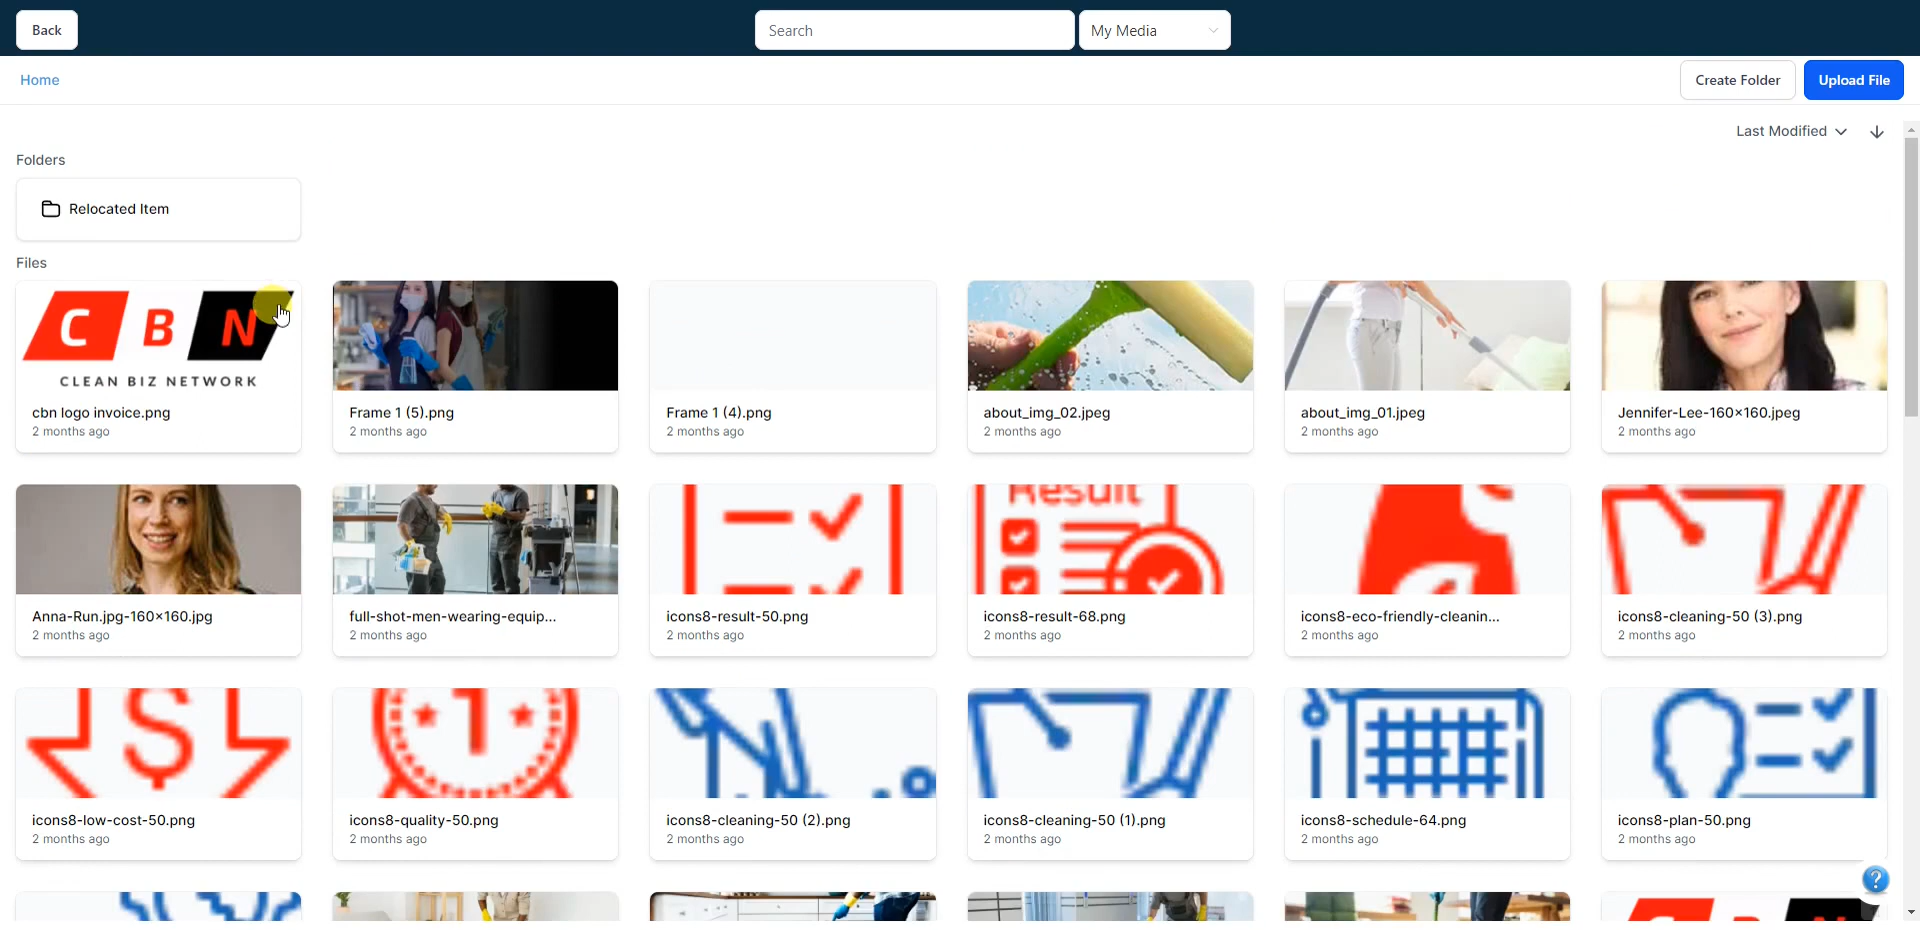 Back
Search
My Media
Home
Create Folder
Upload File
Last Modified
Folders
Relocated Item
Files
C B N
CLEAN BIZ NETWORK
cbn logo invoice.png
2 months ago
Frame 1 (5).png
2 months ago
Frame 1 (4).png
2 months ago
about_img_02.jpeg
2 months ago
about_img_01.jpeg
2 months ago
Jennifer-Lee-160×160.jpeg
2 months ago
Anna-Run.jpg-160×160.jpg
2 months ago
full-shot-men-wearing-equip...
2 months ago
icons8-result-50.png
2 months ago
Result
icons8-result-68.png
2 months ago
icons8-eco-friendly-cleanin...
2 months ago
icons8-cleaning-50 (3).png
2 months ago
$
icons8-low-cost-50.png
2 months ago
1
icons8-quality-50.png
2 months ago
icons8-cleaning-50 (2).png
2 months ago
icons8-cleaning-50 (1).png
2 months ago
icons8-schedule-64.png
2 months ago
icons8-plan-50.png
2 months ago
?